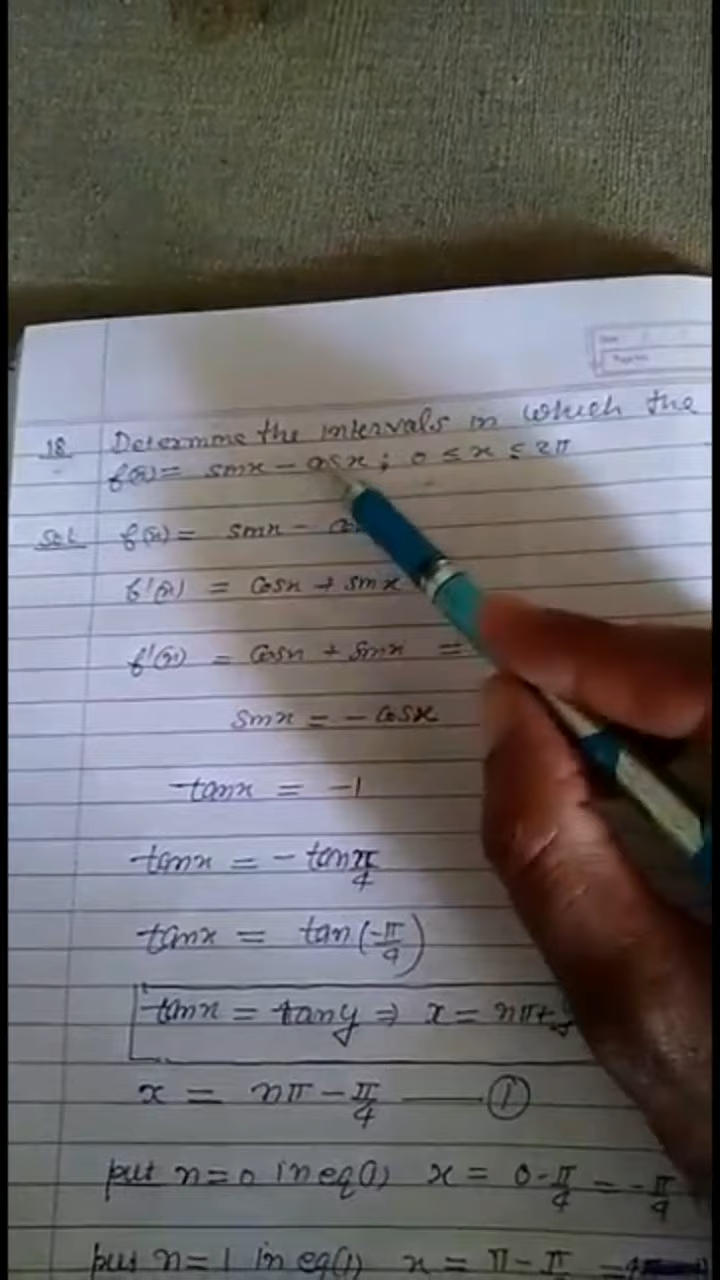 18 Determine the intervals in which the
f(x) = sinx - cosx ; 0 ≤ x ≤ 2π
Sol f(x) = sinx -
f'(x) = Cosx + sinx
f'(x) = Cosx + sinx =
sinx = - cosx
tanx = -1
tanx = - tan π/4
tanx = tan(-π/4)
tanx = tany ⇒ x = nπ+y
x = nπ - π/4 —— ①
put n=0 in eq(1) x = 0-π/4 = -π/4
put n=1 in eq(1) x = π - π